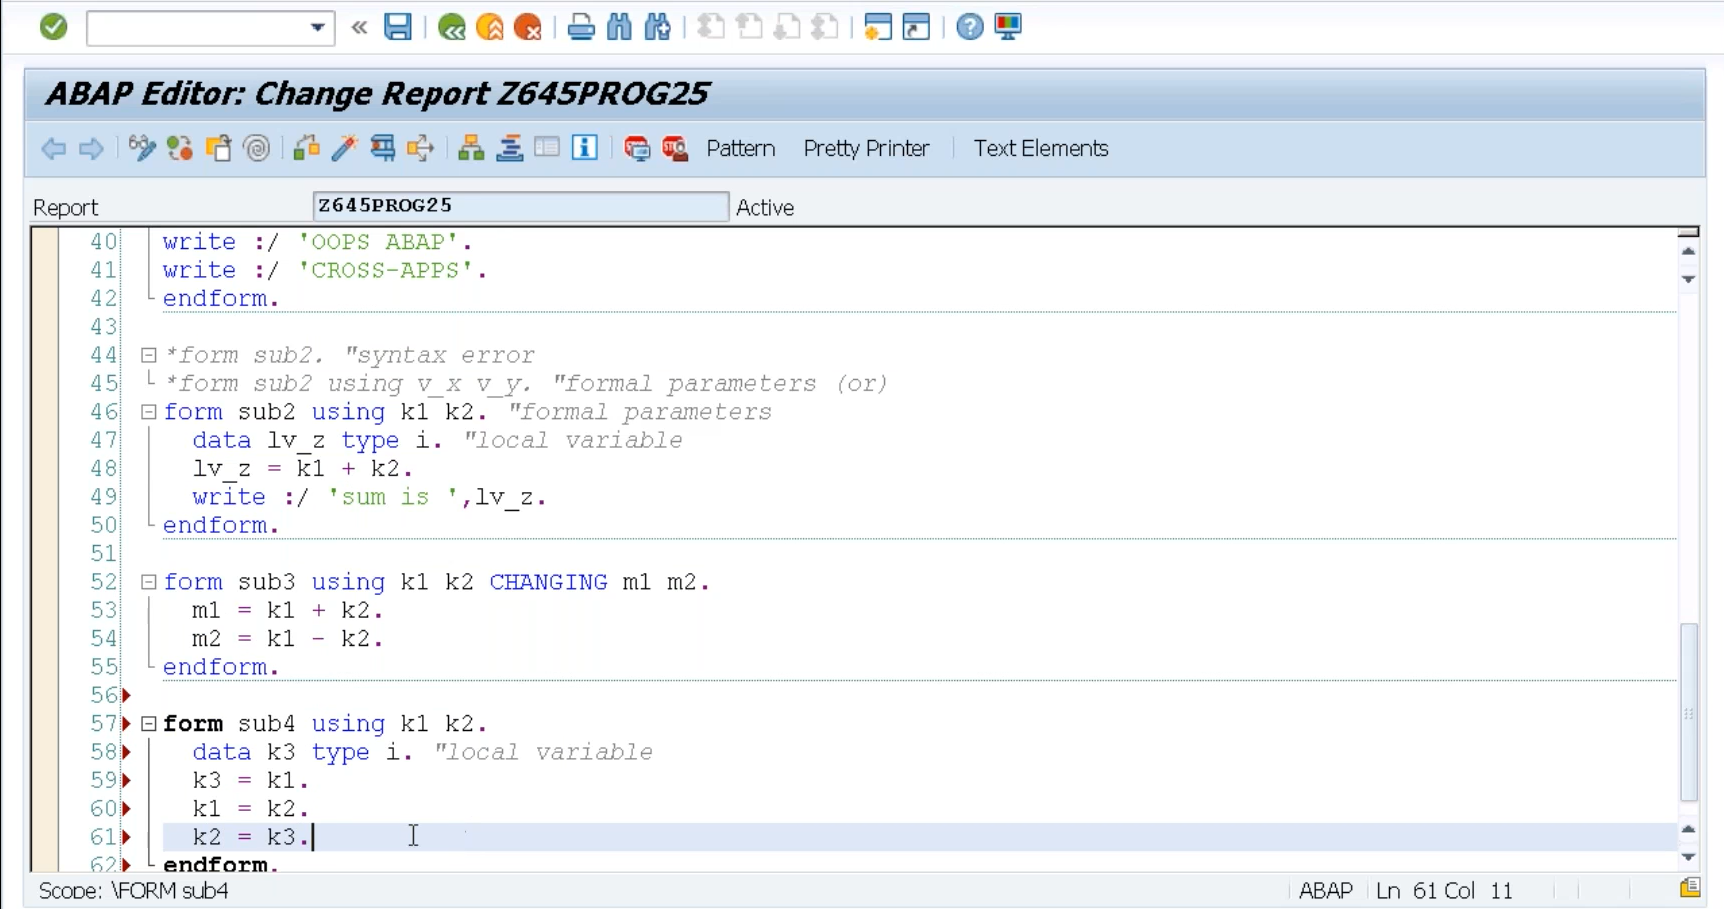 ABAP Editor: Change Report Z645PROG25
Pattern Pretty Printer Text Elements
Report Z645PROG25 Active
40 write :/ 'OOPS ABAP'.
41 write :/ 'CROSS-APPS'.
42 endform.
43
44 *form sub2. "syntax error
45 *form sub2 using v_x v_y. "formal parameters (or)
46 form sub2 using k1 k2. "formal parameters
47 data lv_z type i. "local variable
48 lv_z = k1 + k2.
49 write :/ 'sum is ',lv_z.
50 endform.
51
52 form sub3 using k1 k2 CHANGING m1 m2.
53 m1 = k1 + k2.
54 m2 = k1 - k2.
55 endform.
56
57 form sub4 using k1 k2.
58 data k3 type i. "local variable
59 k3 = k1.
60 k1 = k2.
61 k2 = k3.
62 endform.
Scope: \FORM sub4 ABAP Ln 61 Col 11